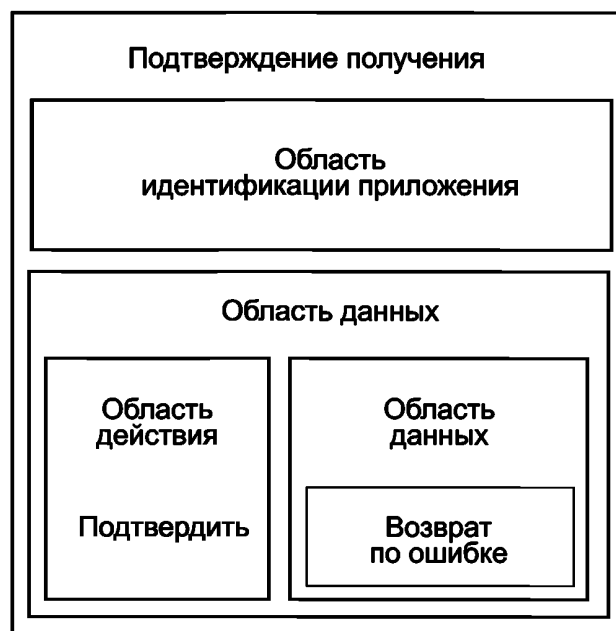 Подтверждение получения
Область
идентификации приложения
Область данных
Область
действия
Подтвердить
Область
данных
Возврат
по ошибке